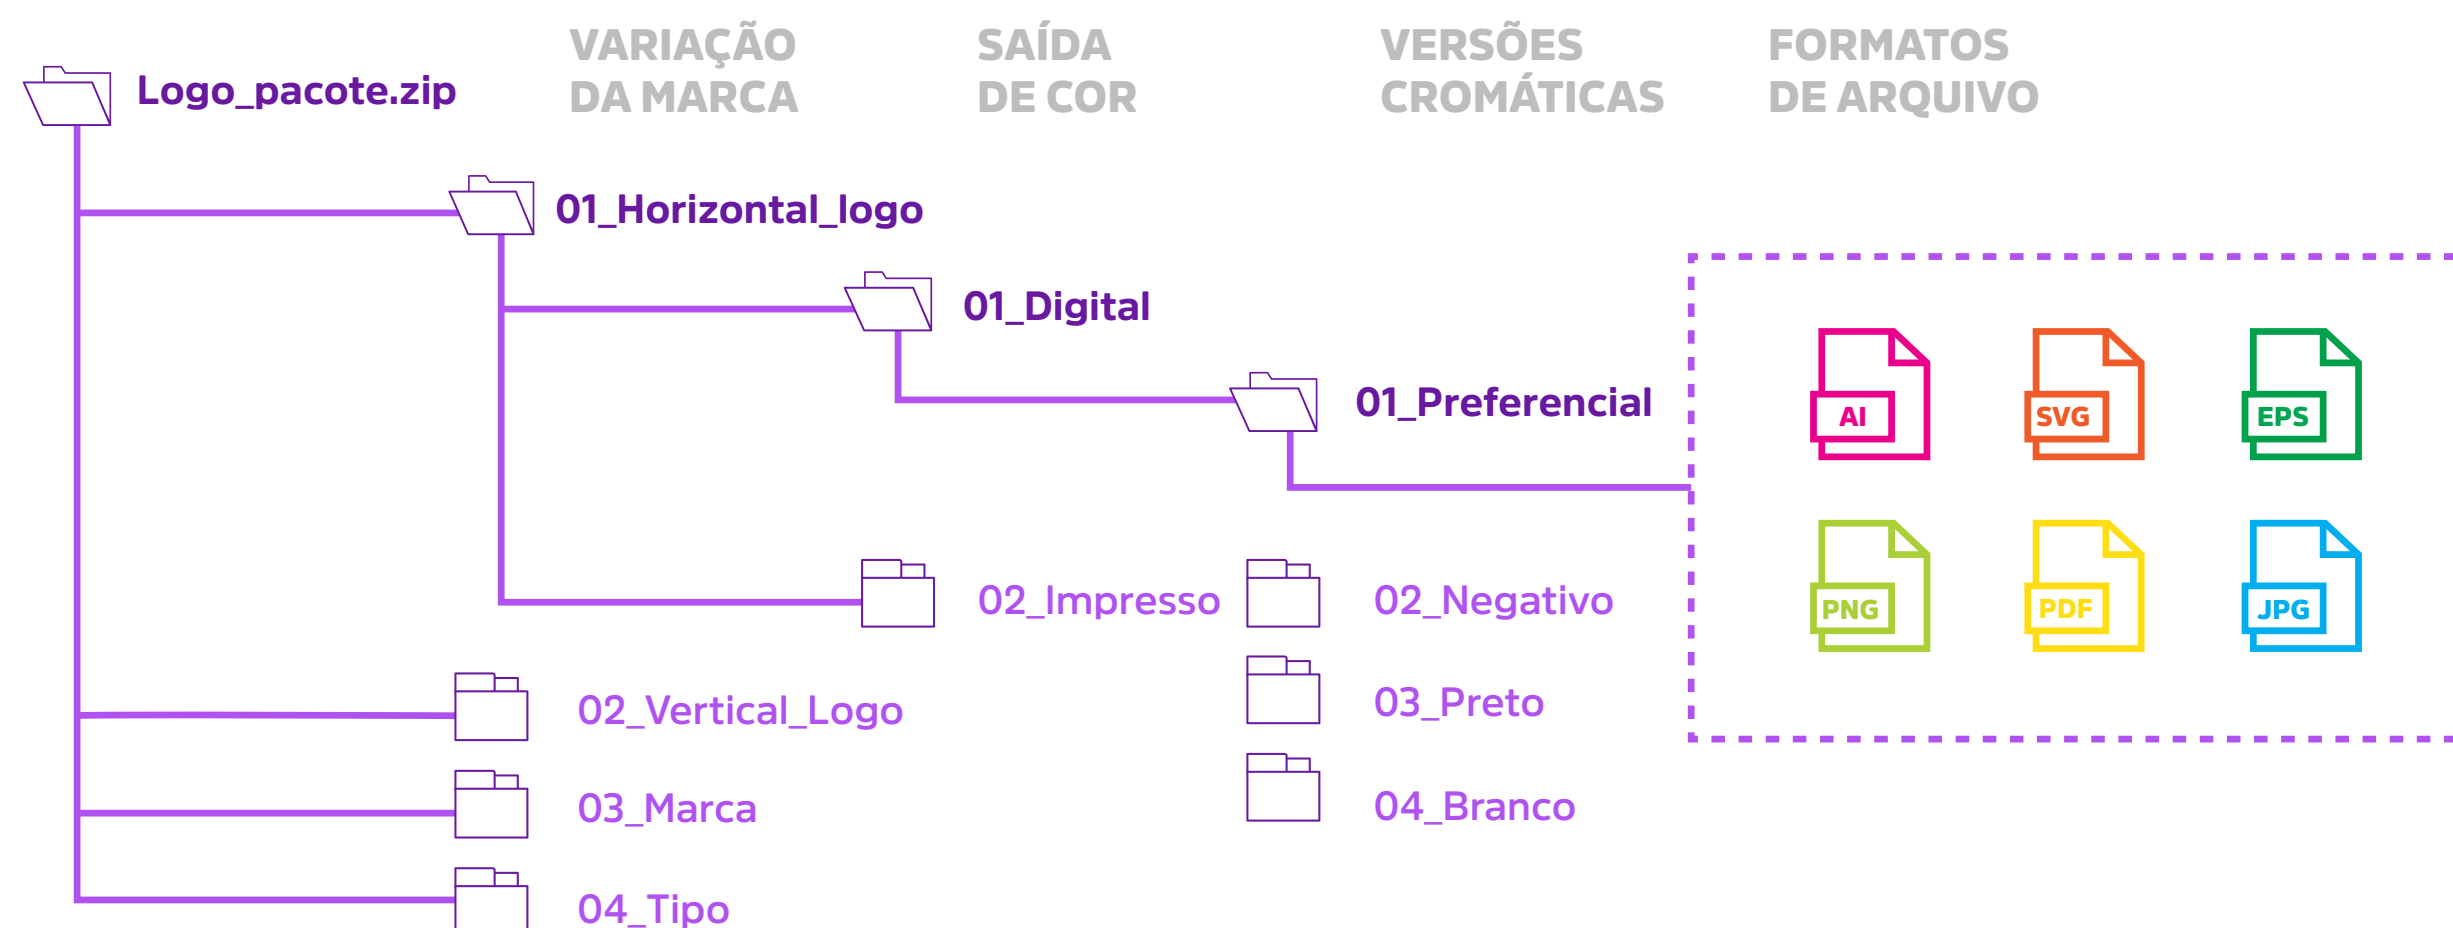 VARIAÇÃO
DA MARCA
SAÍDA
DE COR
VERSÕES
CROMÁTICAS
FORMATOS
DE ARQUIVO
Logo_pacote.zip
01_Horizontal_logo
01_Digital
01_Preferencial
AI
SVG
EPS
PNG
PDF
JPG
02_Impresso
02_Negativo
03_Preto
04_Branco
02_Vertical_Logo
03_Marca
04_Tipo